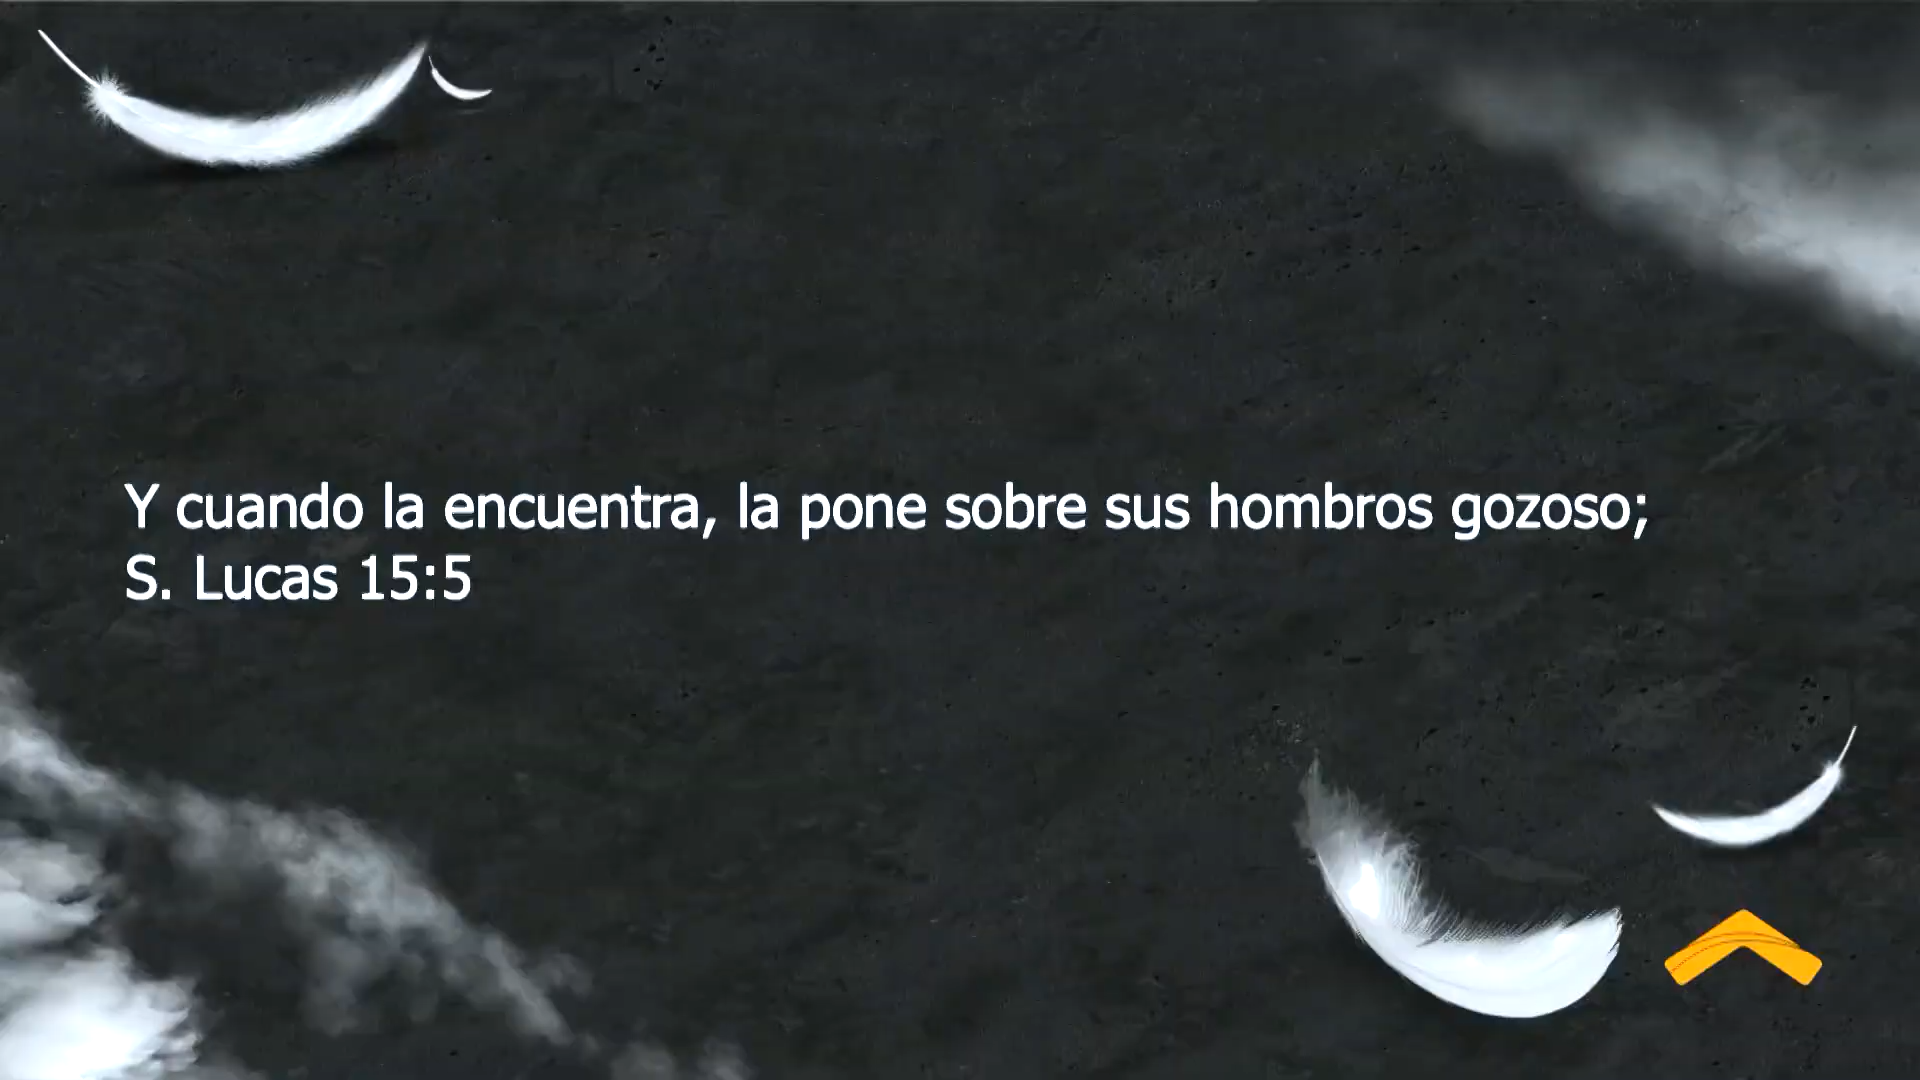 Y cuando la encuentra, la pone sobre sus hombros gozoso;
S. Lucas 15:5